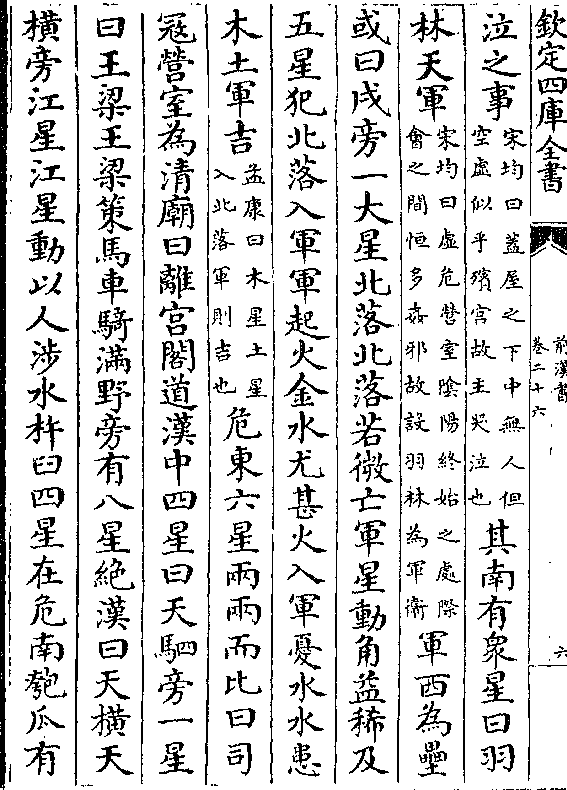 欽定四庫全書
前漢書
卷二十六
六
泣之事
宋均曰蓋屋之下中無人但
空虛似乎殯宮故主哭泣也
其南有眾星曰羽
林天軍
宋均曰虛危營室陰陽終始之處際
會之間恒多姦邪故設羽林為軍衛
軍西為壘
或曰戌旁一大星北落北落若微亡軍星動角益稀及
五星犯北落入軍軍起火金水尤甚火入軍憂水水患
木土軍吉
孟康曰木星土星
入北落軍則吉也
危東六星兩兩而比曰司
冦營室為清廟曰離宮閣道漢中四星曰天駟旁一星
曰王梁王梁策馬車騎滿野旁有八星絶漢曰天橫天
橫旁江星江星動以人涉水杵臼四星在危南匏瓜有